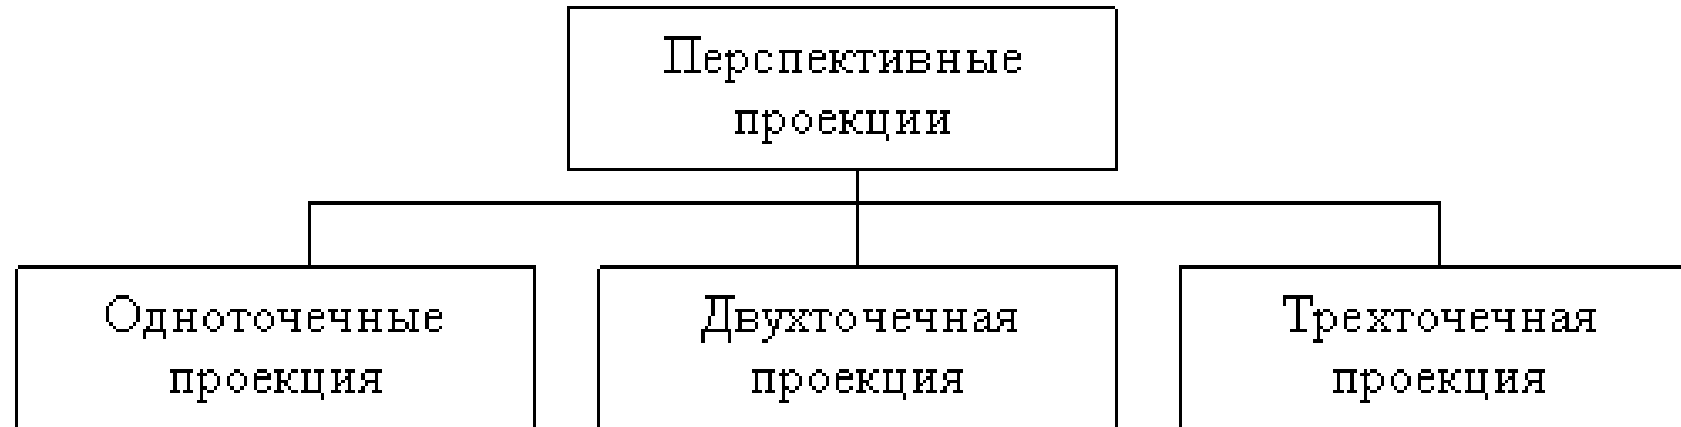 Перспективные
проекции
Одноточечные
проекция
Двухточечная
проекция
Трехточечная
проекция